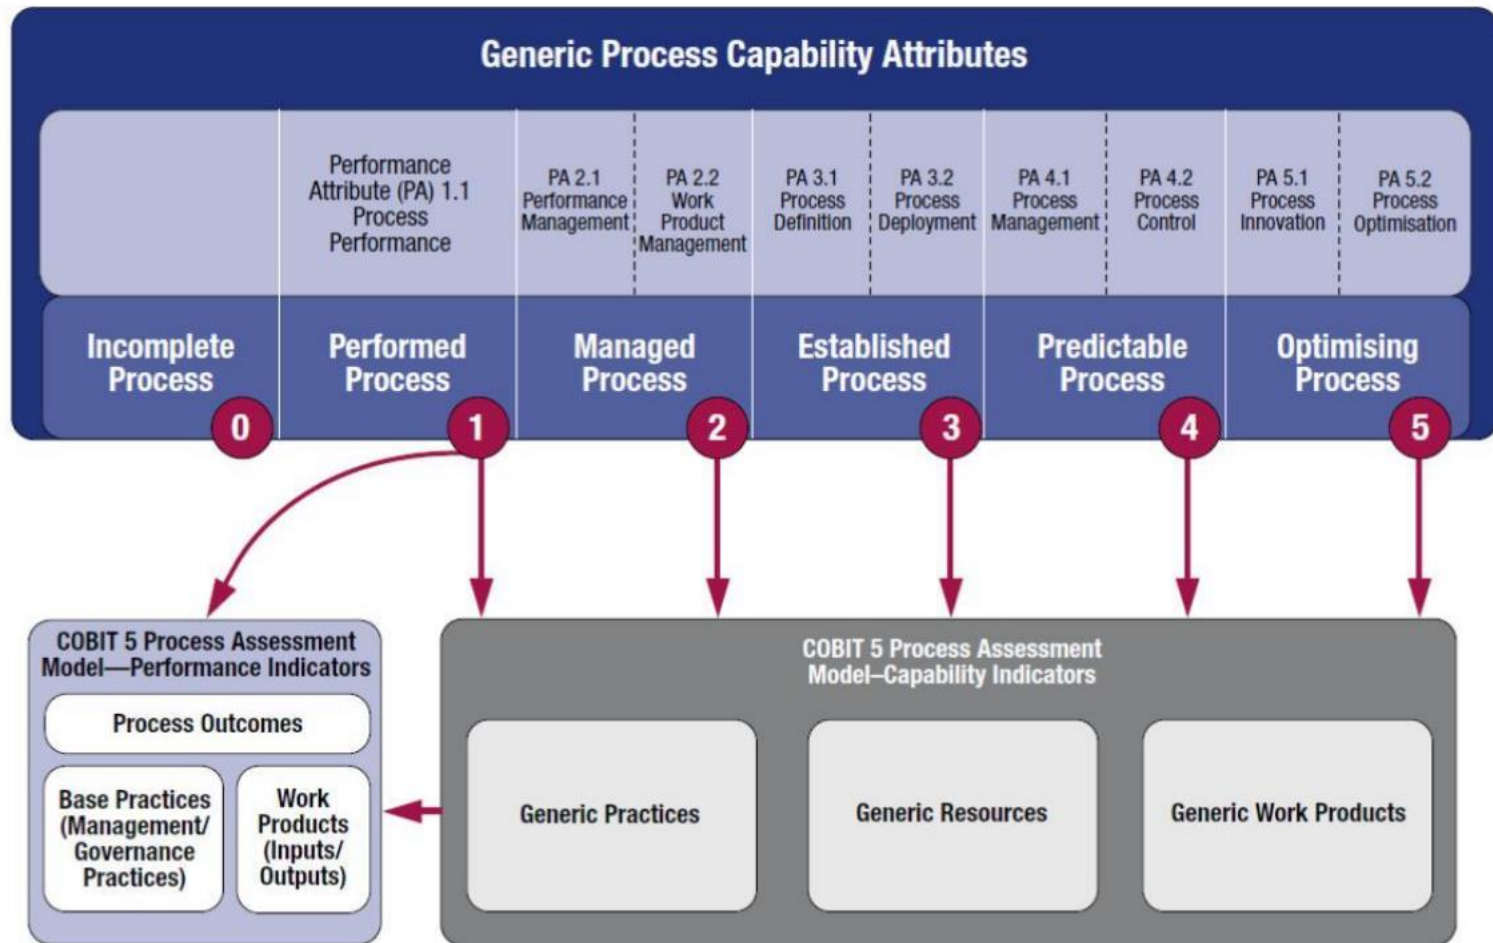 Generic Process Capability Attributes
Performance
Attribute (PA) 1.1
Process
Performance
PA 2.1
Performance
Management
PA 2.2
Work
Product
Management
PA 3.1
Process
Definition
PA 3.2
Process
Deployment
PA 4.1
Process
Management
PA 4.2
Process
Control
PA 5.1
Process
Innovation
PA 5.2
Process
Optimisation
Incomplete
Process
0
Performed
Process
1
Managed
Process
2
Established
Process
3
Predictable
Process
4
Optimising
Process
5
COBIT 5 Process Assessment
Model—Performance Indicators
Process Outcomes
Base Practices
(Management/
Governance
Practices)
Work
Products
(Inputs/
Outputs)
COBIT 5 Process Assessment
Model–Capability Indicators
Generic Practices
Generic Resources
Generic Work Products